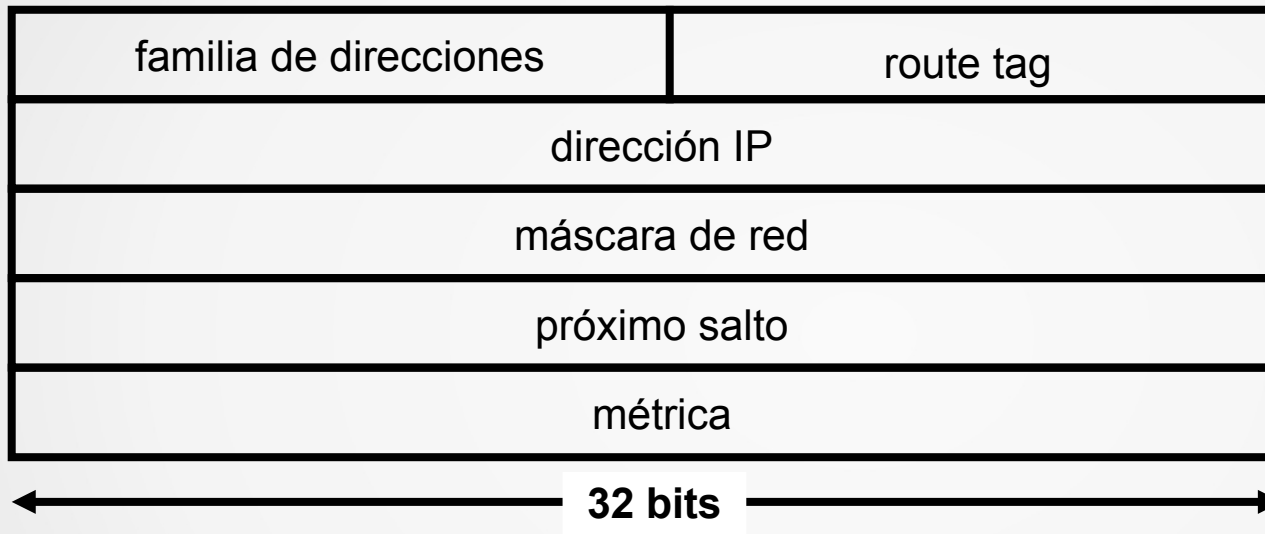 familia de direcciones
route tag
dirección IP
máscara de red
próximo salto
métrica
32 bits